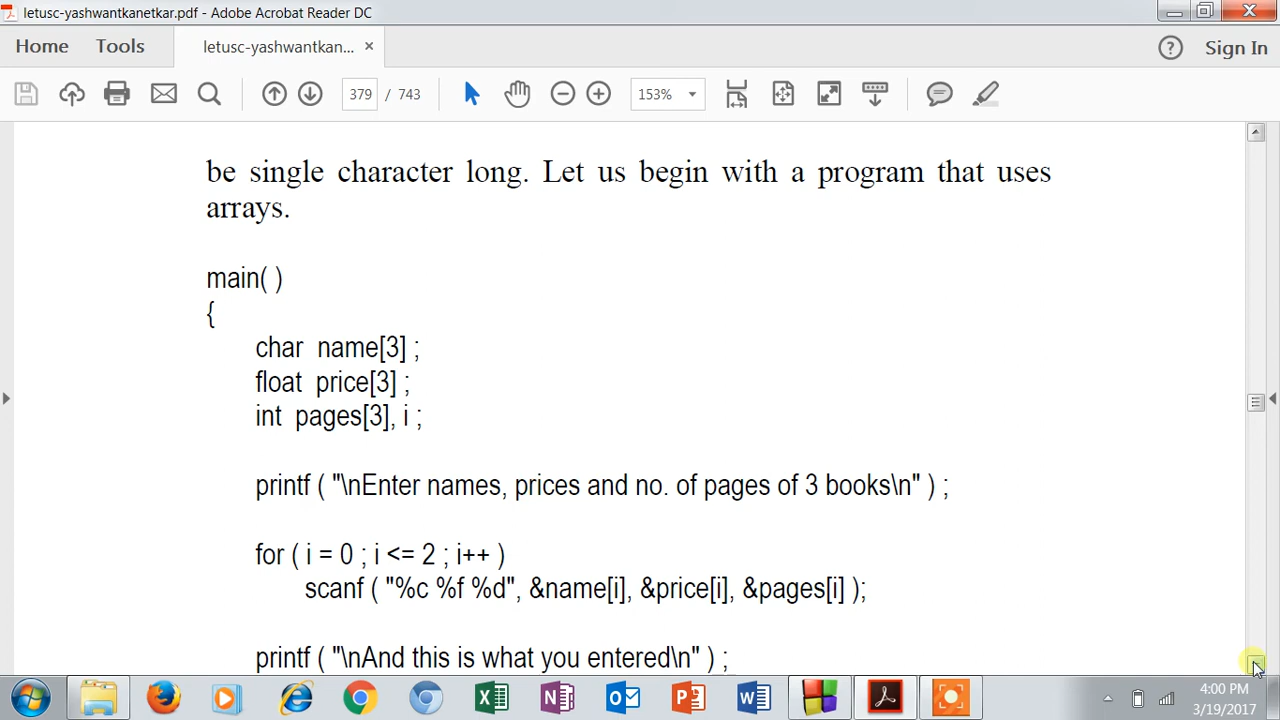 letusc-yashwantkanetkar.pdf - Adobe Acrobat Reader DC
Home Tools letusc-yashwantkan... × ? Sign In
379 / 743 153%
be single character long. Let us begin with a program that uses
arrays.
main( )
{
char name[3] ;
float price[3] ;
int pages[3], i ;
printf ( "\nEnter names, prices and no. of pages of 3 books\n" ) ;
for ( i = 0 ; i <= 2 ; i++ )
scanf ( "%c %f %d", &name[i], &price[i], &pages[i] );
printf ( "\nAnd this is what you entered\n" ) ;
4:00 PM
3/19/2017